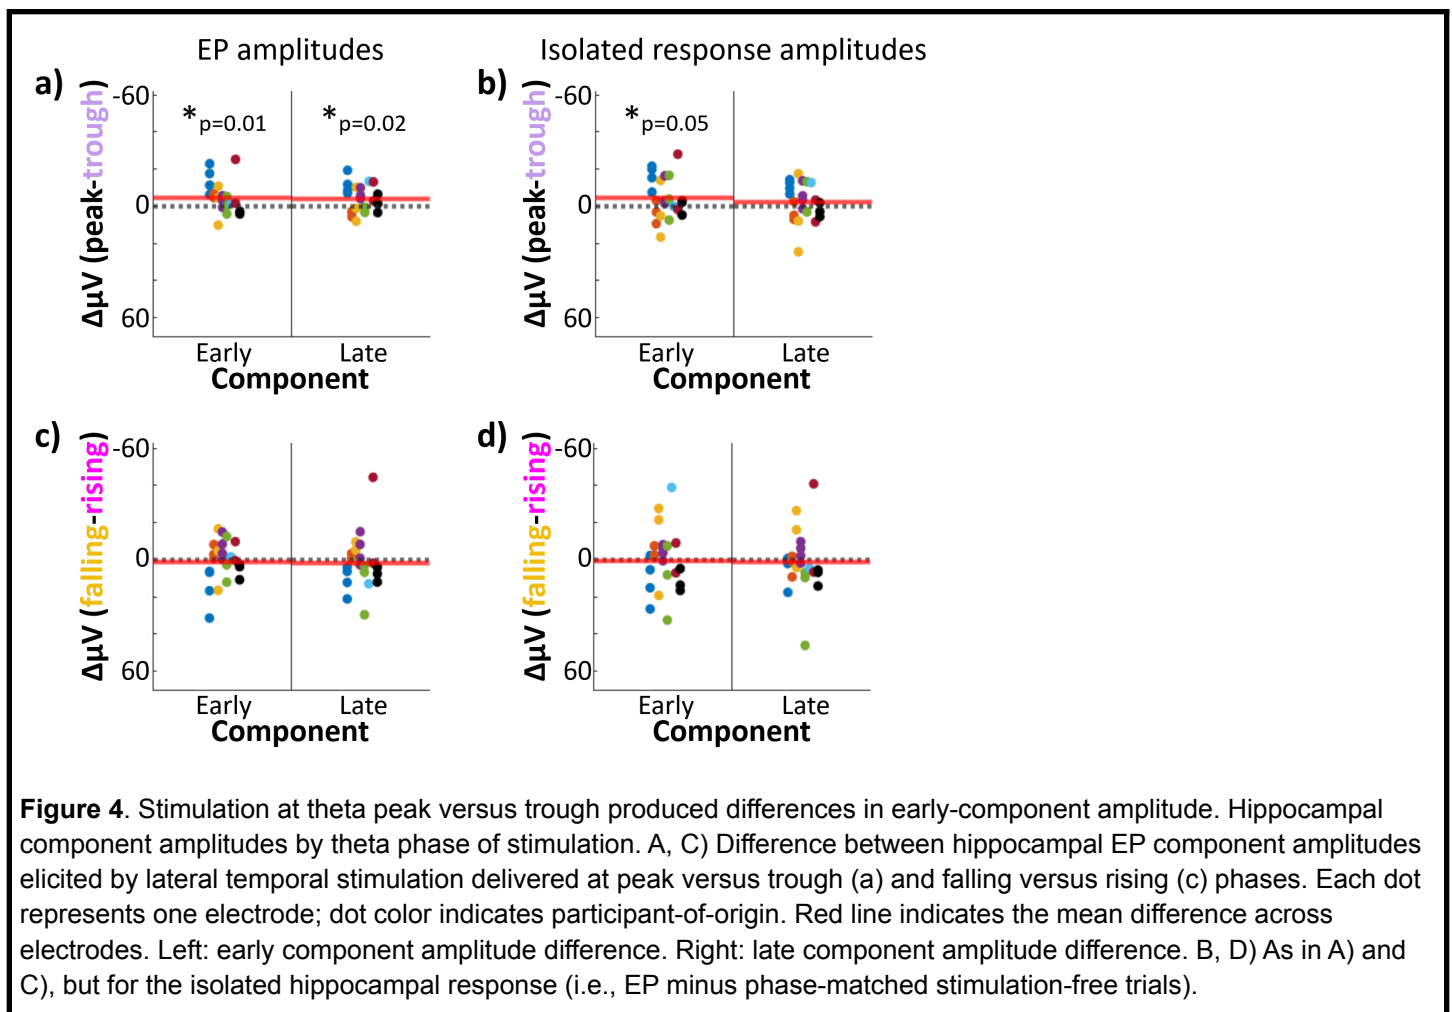 EP amplitudes
Isolated response amplitudes
a)
ΔμV (peak-trough)
-60
0
60
*p=0.01
*p=0.02
Early
Late
Component
b)
ΔμV (peak-trough)
-60
0
60
*p=0.05
Early
Late
Component
c)
ΔμV (falling-rising)
-60
0
60
Early
Late
Component
d)
ΔμV (falling-rising)
-60
0
60
Early
Late
Component
Figure 4. Stimulation at theta peak versus trough produced differences in early-component amplitude. Hippocampal
component amplitudes by theta phase of stimulation. A, C) Difference between hippocampal EP component amplitudes
elicited by lateral temporal stimulation delivered at peak versus trough (a) and falling versus rising (c) phases. Each dot
represents one electrode; dot color indicates participant-of-origin. Red line indicates the mean difference across
electrodes. Left: early component amplitude difference. Right: late component amplitude difference. B, D) As in A) and
C), but for the isolated hippocampal response (i.e., EP minus phase-matched stimulation-free trials).